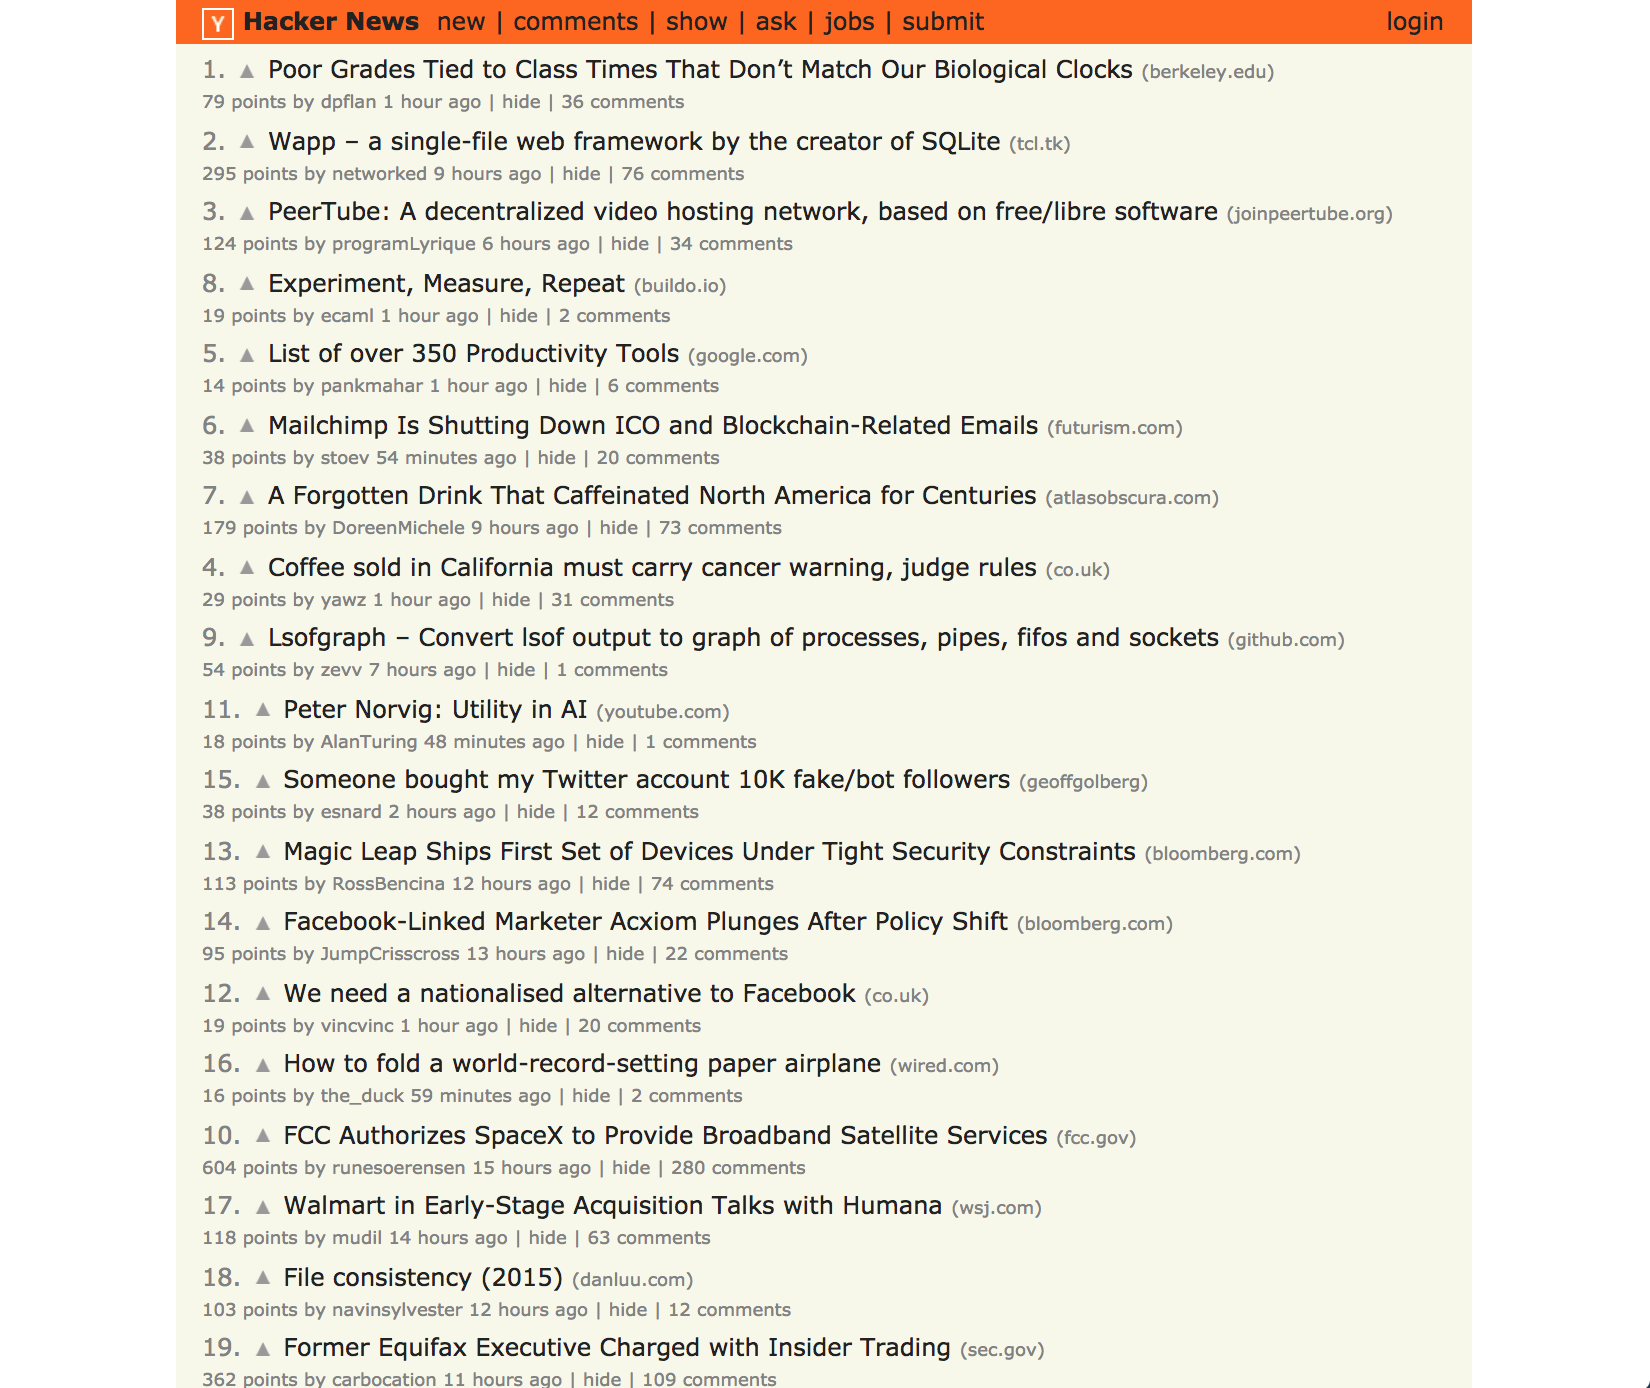 Y Hacker News new | comments | show | ask | jobs | submit login
1. ▲ Poor Grades Tied to Class Times That Don’t Match Our Biological Clocks (berkeley.edu)
79 points by dpflan 1 hour ago | hide | 36 comments
2. ▲ Wapp – a single-file web framework by the creator of SQLite (tcl.tk)
295 points by networked 9 hours ago | hide | 76 comments
3. ▲ PeerTube: A decentralized video hosting network, based on free/libre software (joinpeertube.org)
124 points by programLyrique 6 hours ago | hide | 34 comments
8. ▲ Experiment, Measure, Repeat (buildo.io)
19 points by ecaml 1 hour ago | hide | 2 comments
5. ▲ List of over 350 Productivity Tools (google.com)
14 points by pankmahar 1 hour ago | hide | 6 comments
6. ▲ Mailchimp Is Shutting Down ICO and Blockchain-Related Emails (futurism.com)
38 points by stoev 54 minutes ago | hide | 20 comments
7. ▲ A Forgotten Drink That Caffeinated North America for Centuries (atlasobscura.com)
179 points by DoreenMichele 9 hours ago | hide | 73 comments
4. ▲ Coffee sold in California must carry cancer warning, judge rules (co.uk)
29 points by yawz 1 hour ago | hide | 31 comments
9. ▲ Lsofgraph – Convert lsof output to graph of processes, pipes, fifos and sockets (github.com)
54 points by zevv 7 hours ago | hide | 1 comments
11. ▲ Peter Norvig: Utility in AI (youtube.com)
18 points by AlanTuring 48 minutes ago | hide | 1 comments
15. ▲ Someone bought my Twitter account 10K fake/bot followers (geoffgolberg)
38 points by esnard 2 hours ago | hide | 12 comments
13. ▲ Magic Leap Ships First Set of Devices Under Tight Security Constraints (bloomberg.com)
113 points by RossBencina 12 hours ago | hide | 74 comments
14. ▲ Facebook-Linked Marketer Acxiom Plunges After Policy Shift (bloomberg.com)
95 points by JumpCrisscross 13 hours ago | hide | 22 comments
12. ▲ We need a nationalised alternative to Facebook (co.uk)
19 points by vincvinc 1 hour ago | hide | 20 comments
16. ▲ How to fold a world-record-setting paper airplane (wired.com)
16 points by the_duck 59 minutes ago | hide | 2 comments
10. ▲ FCC Authorizes SpaceX to Provide Broadband Satellite Services (fcc.gov)
604 points by runesoerensen 15 hours ago | hide | 280 comments
17. ▲ Walmart in Early-Stage Acquisition Talks with Humana (wsj.com)
118 points by mudil 14 hours ago | hide | 63 comments
18. ▲ File consistency (2015) (danluu.com)
103 points by navinsylvester 12 hours ago | hide | 12 comments
19. ▲ Former Equifax Executive Charged with Insider Trading (sec.gov)
362 points by carbocation 11 hours ago | hide | 109 comments